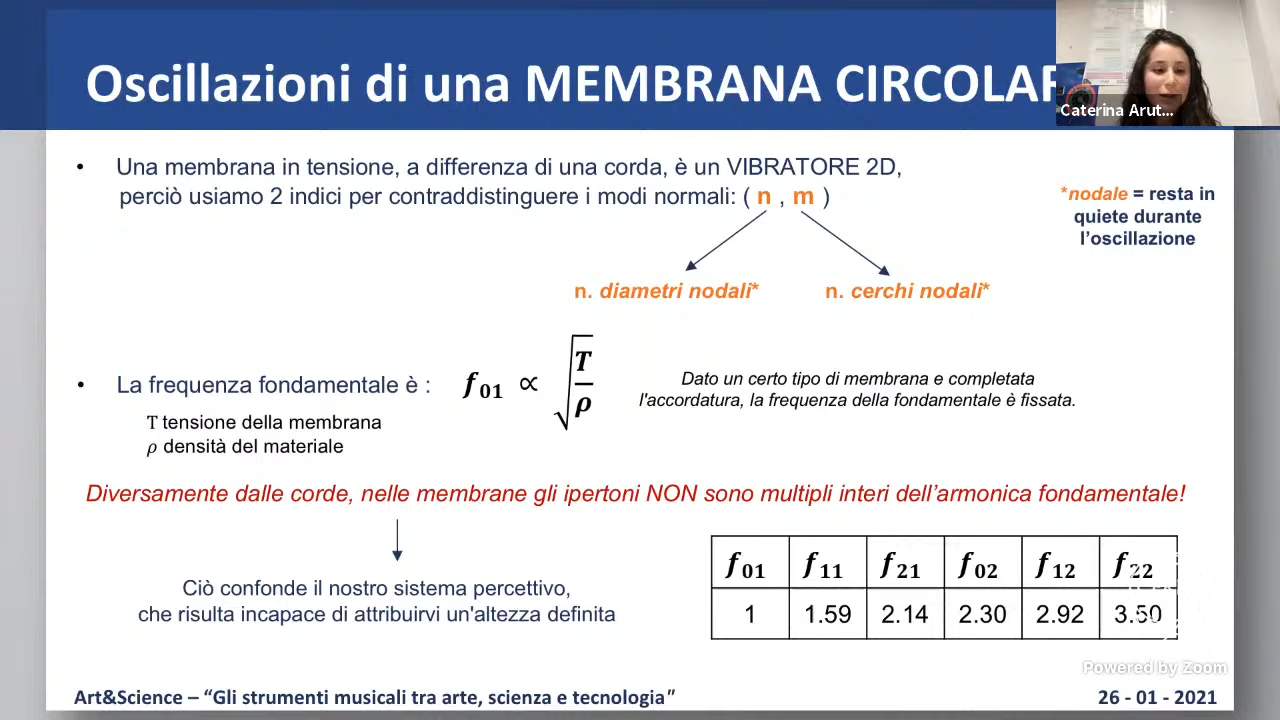 Oscillazioni di una MEMBRANA CIRCOLAR
Caterina Arut...
• Una membrana in tensione, a differenza di una corda, è un VIBRATORE 2D,
perciò usiamo 2 indici per contraddistinguere i modi normali: ( n , m )
*nodale = resta in
quiete durante
l'oscillazione
n. diametri nodali*
n. cerchi nodali*
• La frequenza fondamentale è : f₀₁ ∝ √(T/ρ)
Dato un certo tipo di membrana e completata
l'accordatura, la frequenza della fondamentale è fissata.
T tensione della membrana
ρ densità del materiale
Diversamente dalle corde, nelle membrane gli ipertoni NON sono multipli interi dell'armonica fondamentale!
Ciò confonde il nostro sistema percettivo,
che risulta incapace di attribuirvi un'altezza definita
f₀₁ f₁₁ f₂₁ f₀₂ f₁₂ f₂₂
1 1.59 2.14 2.30 2.92 3.50
Powered by Zoom
Art&Science – “Gli strumenti musicali tra arte, scienza e tecnologia"
26 - 01 - 2021